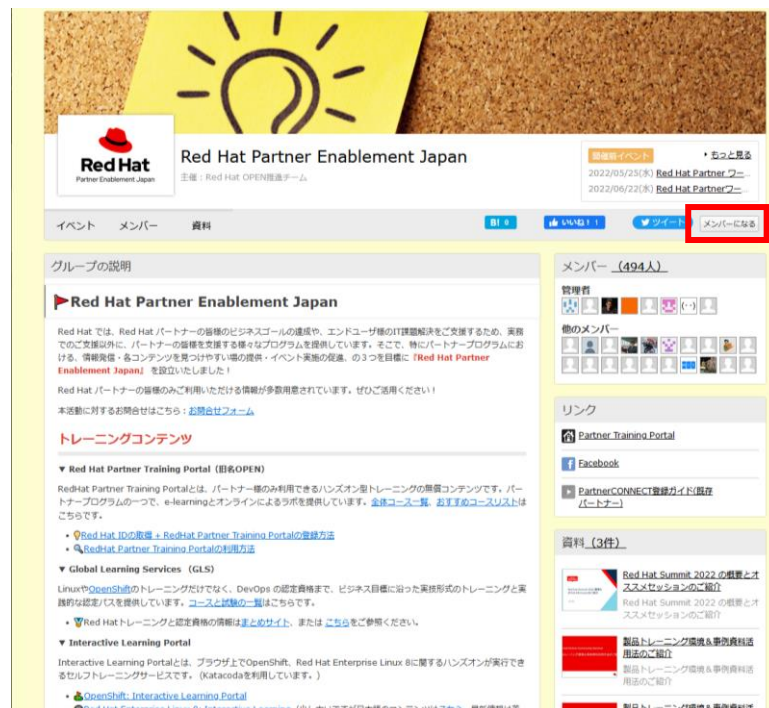 Red Hat
Partner Enablement Japan
Red Hat Partner Enablement Japan
主催：Red Hat OPEN推進チーム
開催前イベント
もっと見る
2022/05/25(水) Red Hat Partner ワー...
2022/06/22(水) Red Hat Partnerワー...
イベント メンバー 資料
B! 0
いいね！ 1
ツイート
メンバーになる
グループの説明
Red Hat Partner Enablement Japan
Red Hat では、Red Hat パートナーの皆様のビジネスゴールの達成や、エンドユーザ様のIT課題解決をご支援するため、実務
でのご支援以外に、パートナーの皆様を支援する様々なプログラムを提供しています。そこで、特にパートナープログラムにお
ける、情報発信・各コンテンツを見つけやすい場の提供・イベント実施の促進、の３つを目標に『Red Hat Partner
Enablement Japan』 を設立いたしました！
Red Hat パートナーの皆様のみご利用いただける情報が多数用意されています。ぜひご活用ください！
本活動に対するお問合せはこちら：お問合せフォーム
トレーニングコンテンツ
▼ Red Hat Partner Training Portal（旧名OPEN）
RedHat Partner Training Portalとは、パートナー様のみ利用できるハンズオン型トレーニングの無償コンテンツです。パー
トナープログラムの一つで、e-learningとオンラインによるラボを提供しています。全体コース一覧、おすすめコースリストは
こちらです。
• Red Hat IDの取得 + RedHat Partner Training Portalの登録方法
• RedHat Partner Training Portalの利用方法
▼ Global Learning Services （GLS）
LinuxやOpenShiftのトレーニングだけでなく、DevOps の認定資格まで、ビジネス目標に沿った実技形式のトレーニングと実
践的な認定パスを提供しています。コースと試験の一覧はこちらです。
• Red Hatトレーニングと認定資格の情報はまとめサイト、または こちらをご参照ください。
▼ Interactive Learning Portal
Interactive Learning Portalとは、ブラウザ上でOpenShift、Red Hat Enterprise Linux 8に関するハンズオンが実行でき
るセルフトレーニングサービスです。（Katacodaを利用しています。）
• OpenShift: Interactive Learning Portal
メンバー （494人）
管理者
他のメンバー
リンク
Partner Training Portal
Facebook
PartnerCONNECT登録ガイド(既存
パートナー)
資料 （3件）
Red Hat Summit 2022 の概要とオ
ススメセッションのご紹介
Red Hat Summit 2022 の概要とオ
ススメセッションのご紹介
製品トレーニング環境＆事例資料活
用法のご紹介
製品トレーニング環境＆事例資料活
用法のご紹介